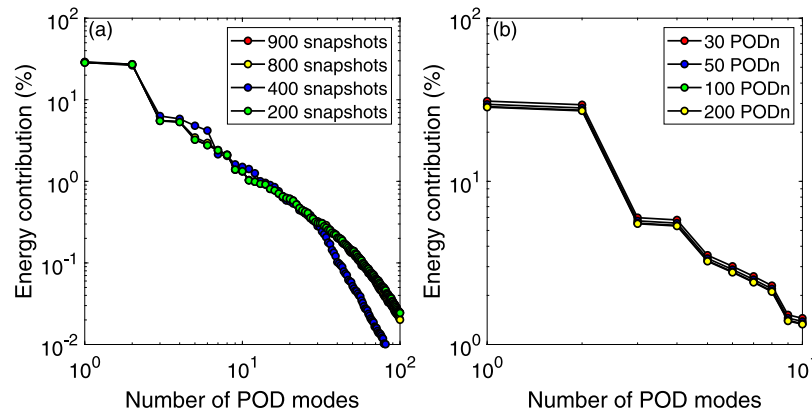 (a)
900 snapshots
800 snapshots
400 snapshots
200 snapshots
Energy contribution (%)
10^2
10^1
10^0
10^-1
10^-2
10^0 10^1 10^2
Number of POD modes
(b)
30 PODn
50 PODn
100 PODn
200 PODn
Energy contribution (%)
10^2
10^1
10^0
10^0 10
Number of POD modes